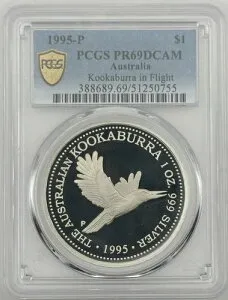 1995-P $1
PCGS PR69DCAM
Australia
Kookaburra in Flight
388689.69/51250755
PCGS
THE AUSTRALIAN KOOKABURRA 1 OZ. 999 SILVER
P
· 1995 ·